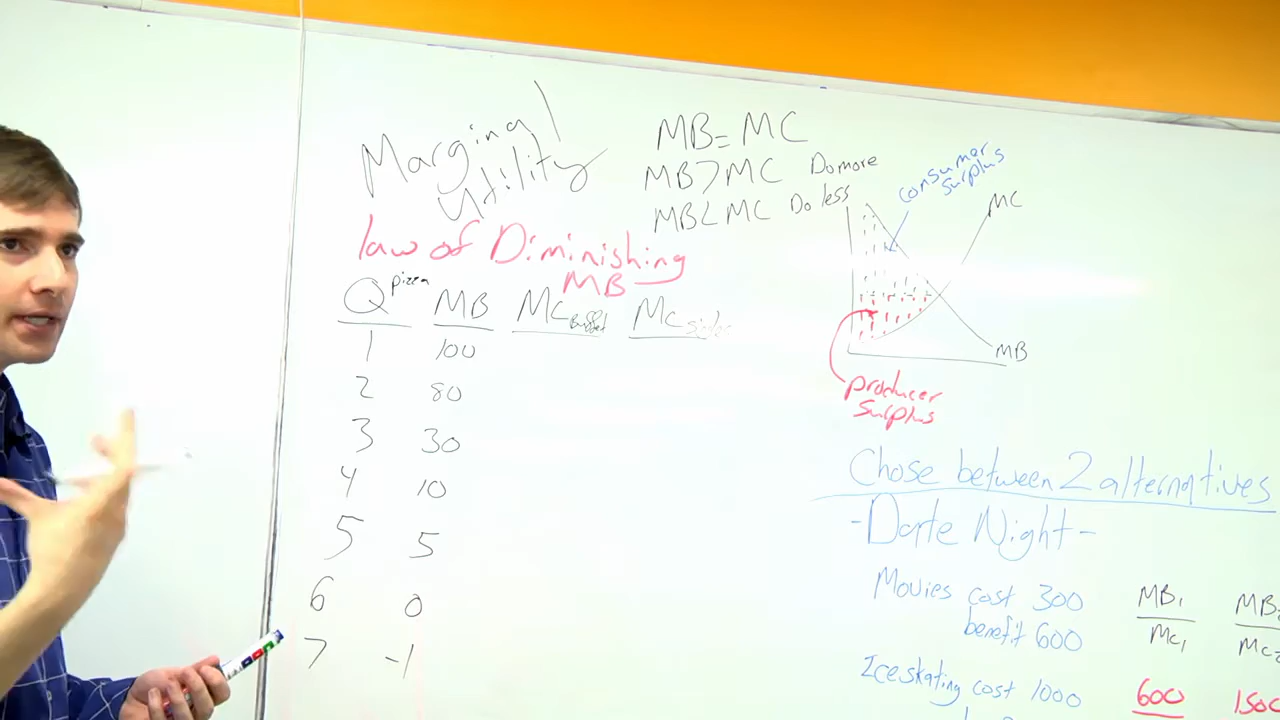 Marginal
Utility
MB=MC
MB>MC Do more
MB<MC Do less
law of Diminishing
MB
Q pizza MB MC Buffet MC
1 100
2 80
3 30
4 10
5 5
6 0
7 -1
consumer
surplus
MC
MB
producer
surplus
Chose between 2 alternatives
-Darte Night-
Movies cost 300
benefit 600
Iceskating cost 1000
MB1
MC1
MB2
MC2
600
1500